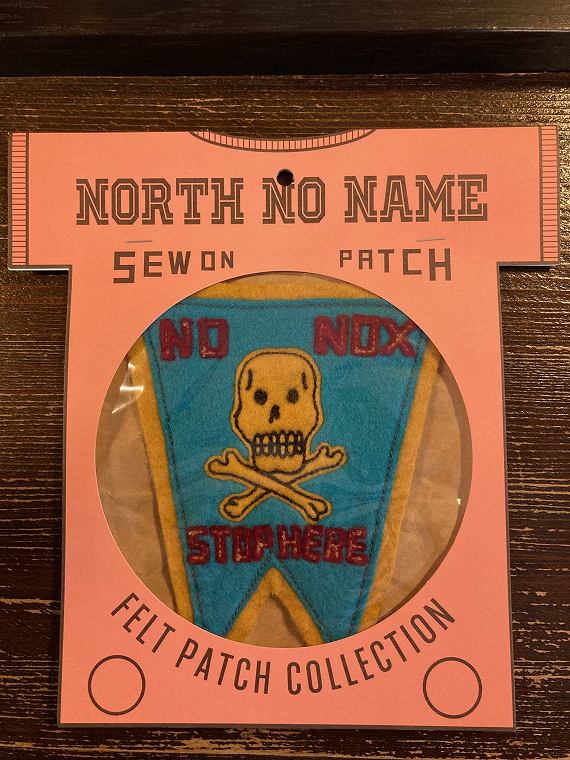 NORTH NO NAME
SEW ON PATCH
NO NOX
STOP HERE
FELT PATCH COLLECTION